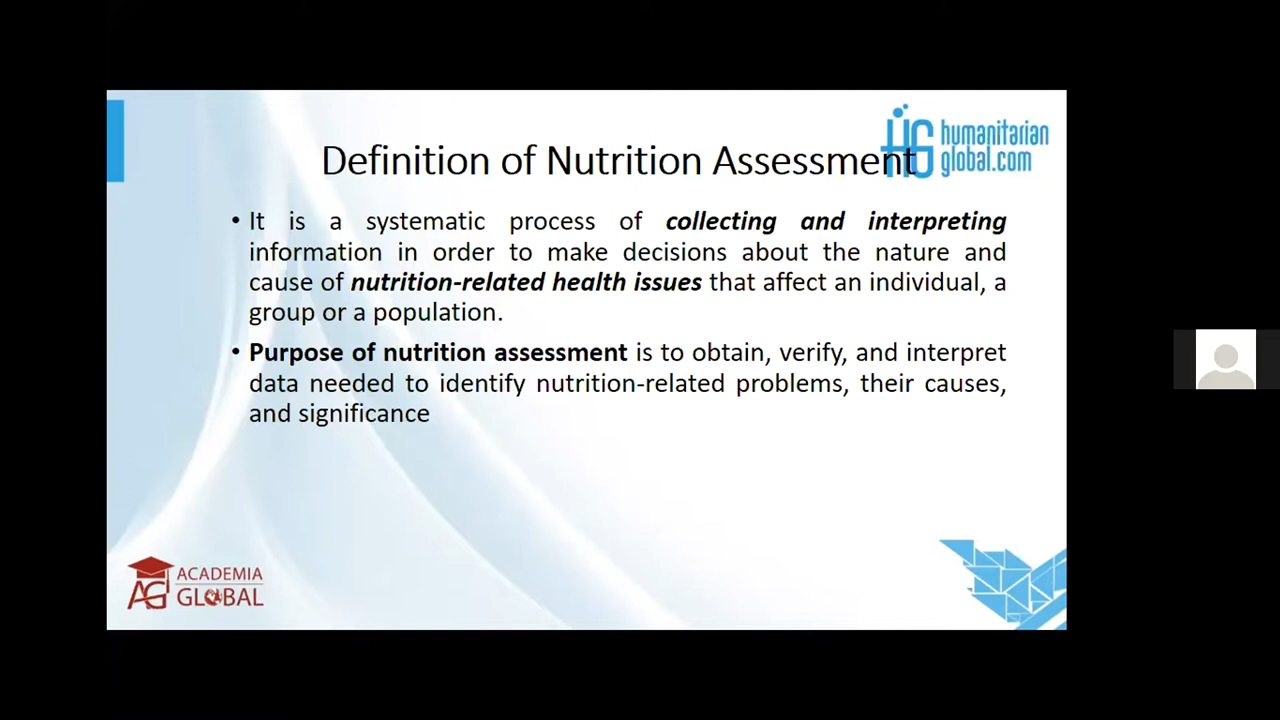 humanitarian
global.com
Definition of Nutrition Assessment
• It is a systematic process of collecting and interpreting
information in order to make decisions about the nature and
cause of nutrition-related health issues that affect an individual, a
group or a population.
• Purpose of nutrition assessment is to obtain, verify, and interpret
data needed to identify nutrition-related problems, their causes,
and significance
AG ACADEMIA
GLOBAL